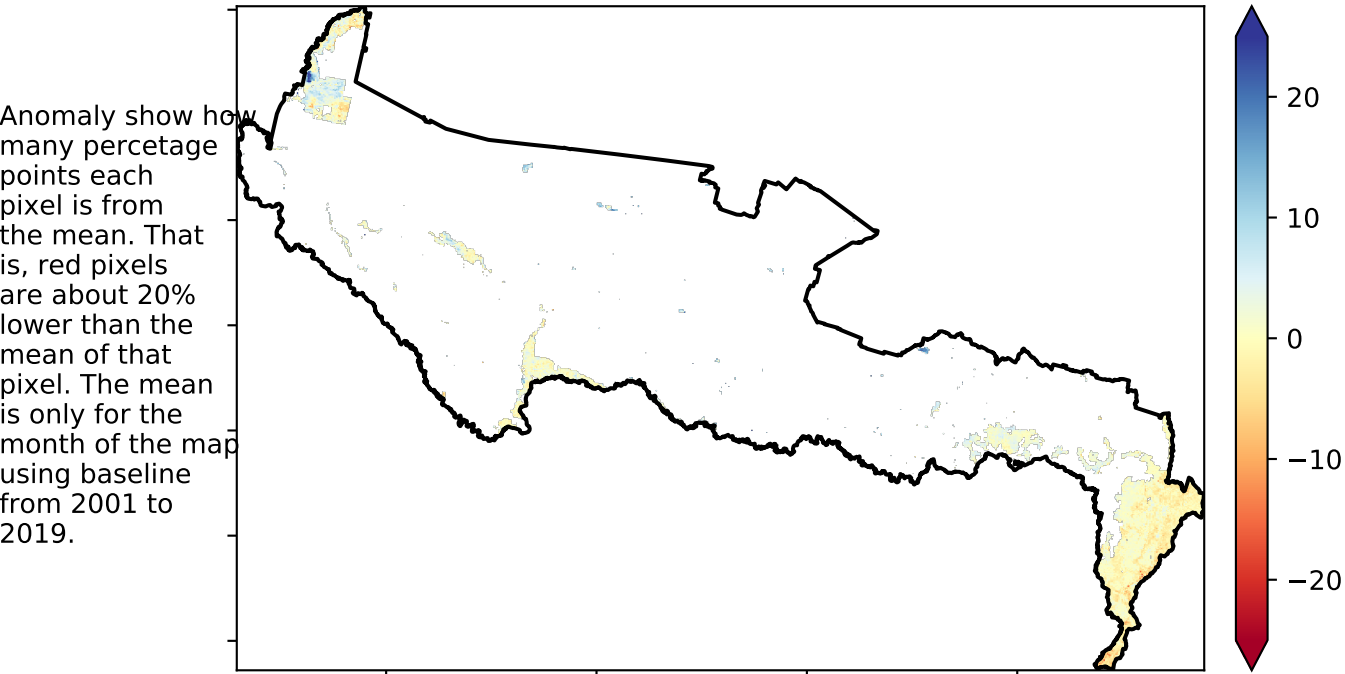 Anomaly show how
many percetage
points each
pixel is from
the mean. That
is, red pixels
are about 20%
lower than the
mean of that
pixel. The mean
is only for the
month of the map
using baseline
from 2001 to
2019.
20
10
0
−10
−20